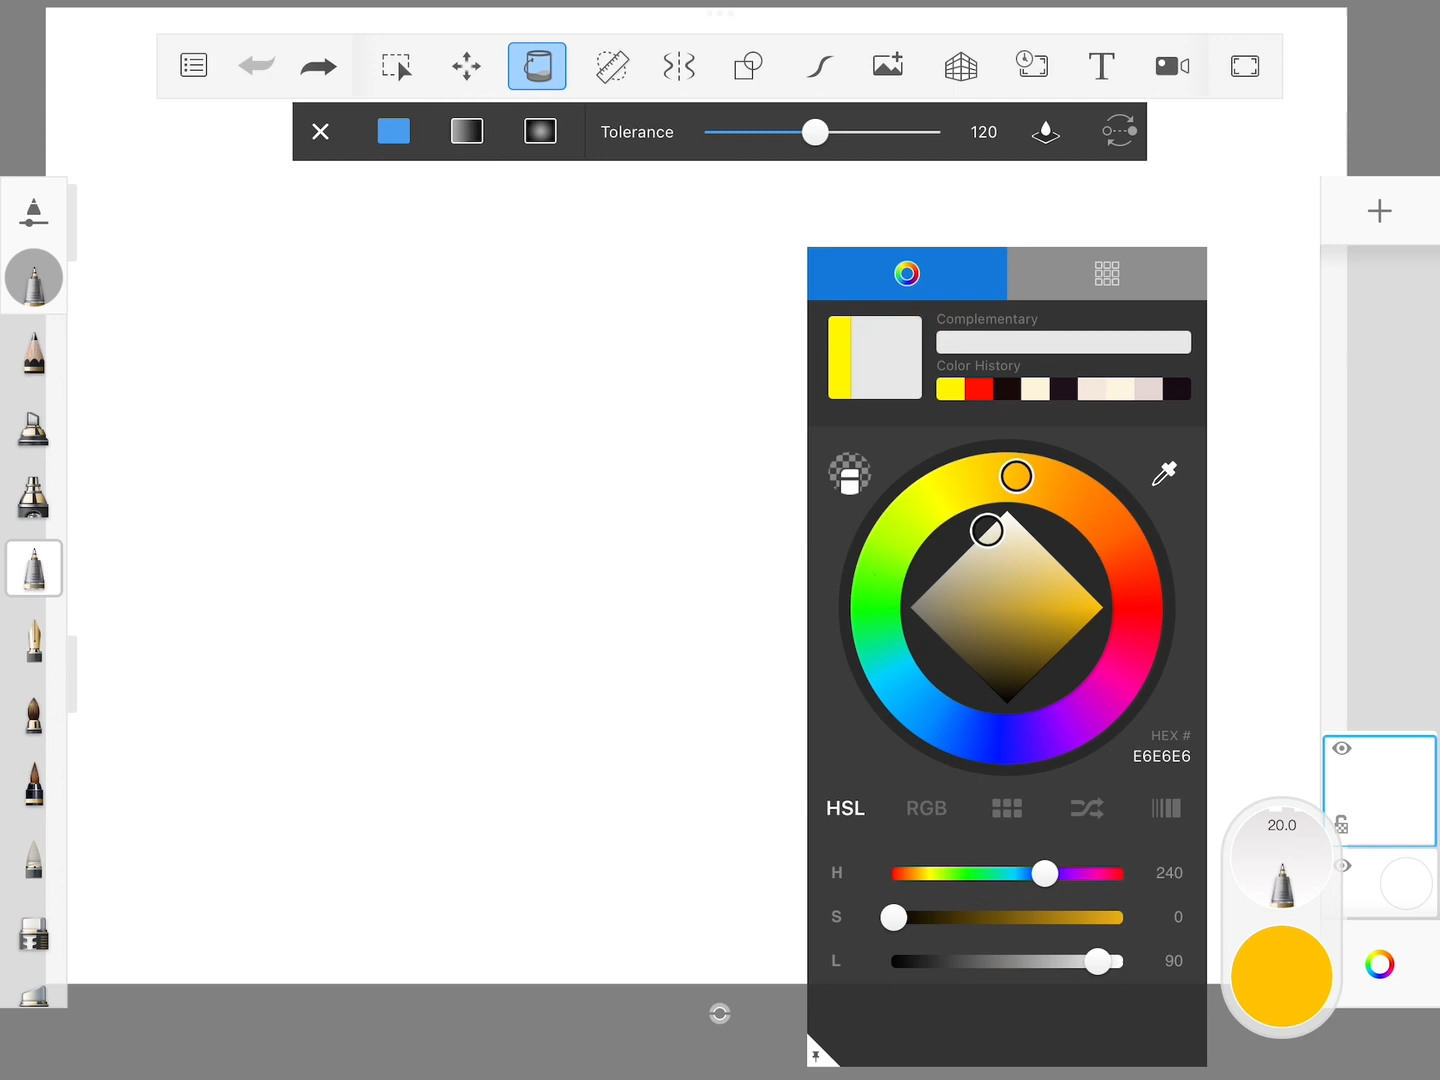 Tolerance 120
Complementary
Color History
HEX #
E6E6E6
HSL RGB
20.0
H 240
S 0
L 90